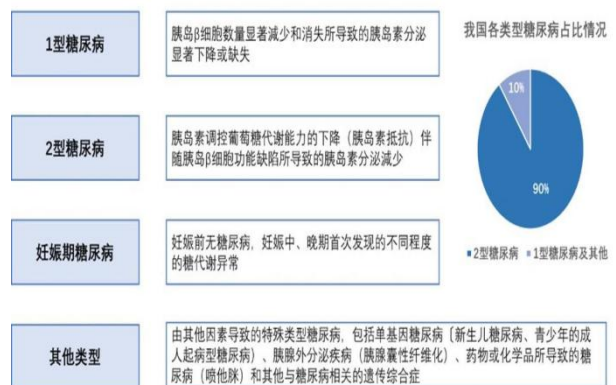 1型糖尿病
胰岛β细胞数量显著减少和消失所导致的胰岛素分泌
显著下降或缺失
2型糖尿病
胰岛素调控葡萄糖代谢能力的下降（胰岛素抵抗）伴
随胰岛β细胞功能缺陷所导致的胰岛素分泌减少
妊娠期糖尿病
妊娠前无糖尿病，妊娠中、晚期首次发现的不同程度
的糖代谢异常
其他类型
由其他因素导致的特殊类型糖尿病，包括单基因糖尿病〔新生儿糖尿病、青少年的成
人起病型糖尿病）、胰腺外分泌疾病（胰腺囊性纤维化）、药物或化学品所导致的糖
尿病（喷他脒）和其他与糖尿病相关的遗传综合症
我国各类型糖尿病占比情况
10%
90%
2型糖尿病 1型糖尿病及其他